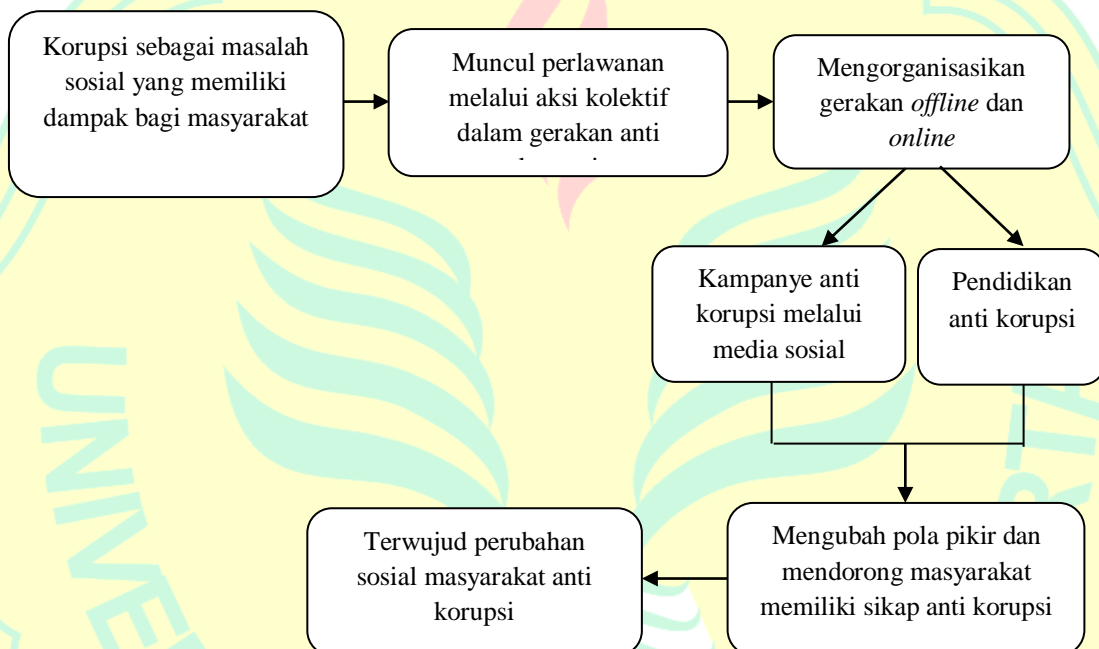 Korupsi sebagai masalah
sosial yang memiliki
dampak bagi masyarakat
Muncul perlawanan
melalui aksi kolektif
dalam gerakan anti
Mengorganisasikan
gerakan offline dan
online
Kampanye anti
korupsi melalui
media sosial
Pendidikan
anti korupsi
Mengubah pola pikir dan
mendorong masyarakat
memiliki sikap anti korupsi
Terwujud perubahan
sosial masyarakat anti
korupsi